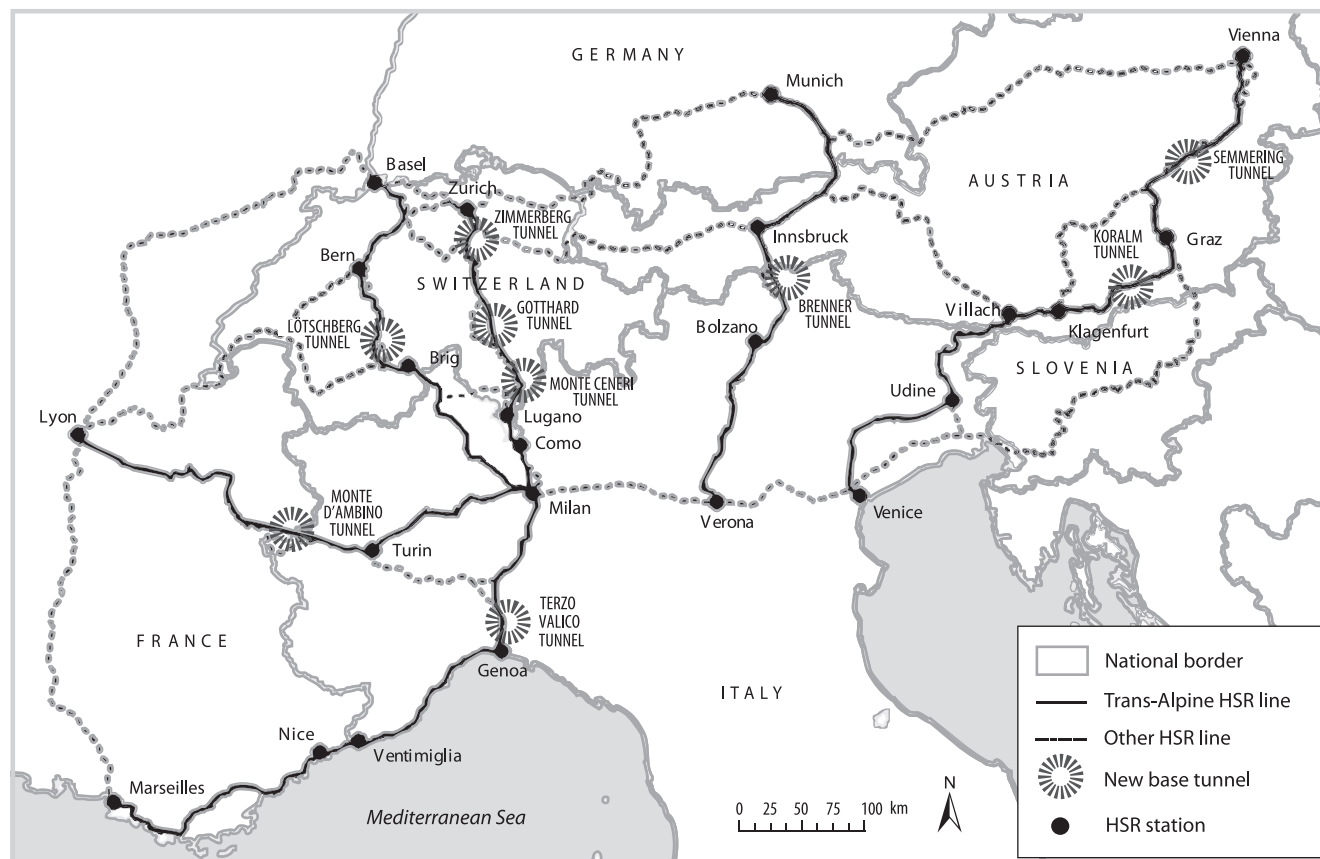 Vienna
GERMANY
Munich
Basel
Zurich
ZIMMERBERG
TUNNEL
SEMMERING
TUNNEL
AUSTRIA
Innsbruck
Bern
SWITZERLAND
KORALM
TUNNEL
Graz
GOTTHARD
TUNNEL
BRENNER
TUNNEL
Villach
LÖTSCHBERG
TUNNEL
Bolzano
Klagenfurt
Brig
MONTE CENERI
TUNNEL
SLOVENIA
Udine
Lyon
Lugano
Como
MONTE
D'AMBINO
TUNNEL
Milan
Verona
Venice
Turin
TERZO
VALICO
TUNNEL
FRANCE
Genoa
ITALY
Nice
Ventimiglia
Marseilles
Mediterranean Sea
N
0 25 50 75 100 km
National border
Trans-Alpine HSR line
Other HSR line
New base tunnel
HSR station